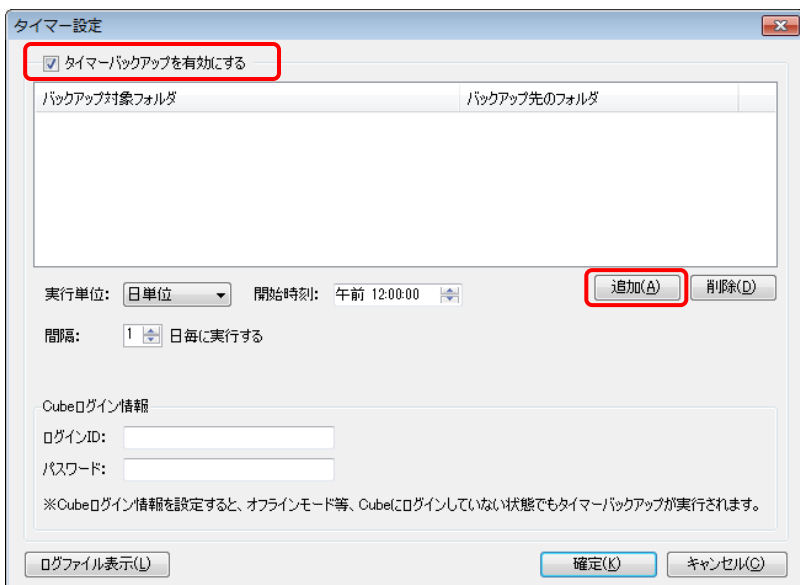 タイマー設定
タイマーバックアップを有効にする
バックアップ対象フォルダ バックアップ先のフォルダ
追加(A) 削除(D)
実行単位: 日単位 開始時刻: 午前 12:00:00
間隔: 1 日毎に実行する
Cubeログイン情報
ログインID:
パスワード:
※Cubeログイン情報を設定すると、オフラインモード等、Cubeにログインしていない状態でもタイマーバックアップが実行されます。
ログファイル表示(L) 確定(K) キャンセル(C)